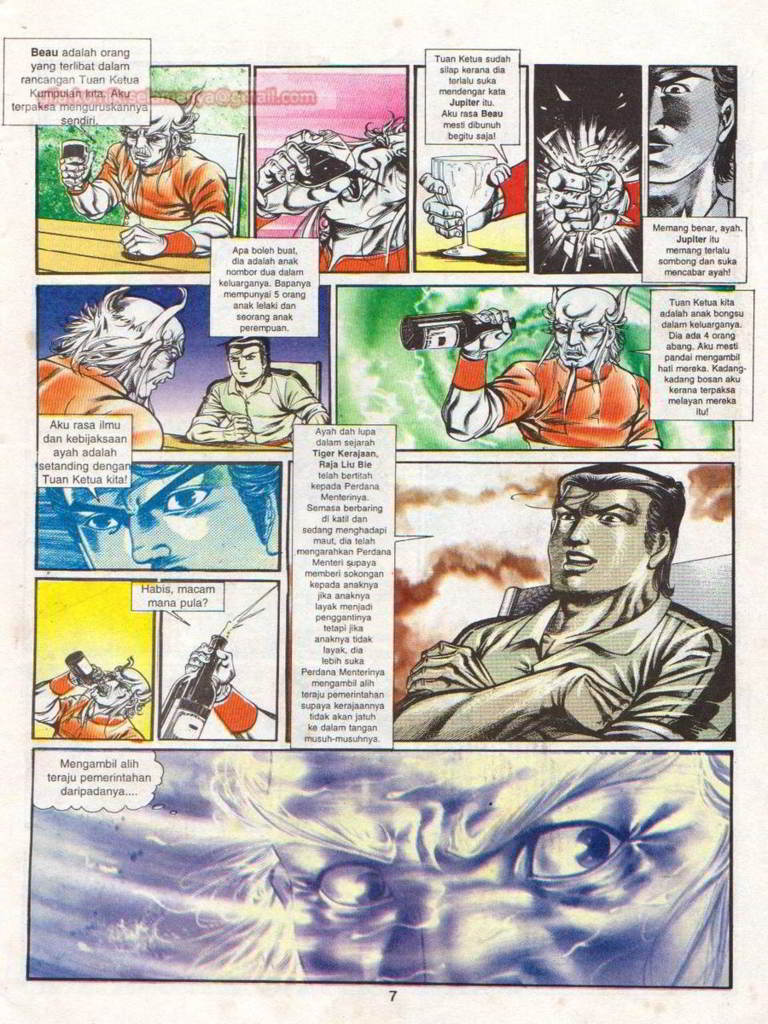 Beau adalah orang
yang terlibat dalam
rancangan Tuan Ketua
Kumpulan kita. Aku
terpaksa menguruskannya
sendiri.
Tuan Ketua sudah
silap kerana dia
terlalu suka
mendengar kata
Jupiter itu.
Aku rasa Beau
mesti dibunuh
begitu saja!
Memang benar, ayah.
Jupiter itu
memang terlalu
sombong dan suka
mencabar ayah!
Apa boleh buat,
dia adalah anak
nombor dua dalam
keluarganya. Bapanya
mempunyai 5 orang
anak lelaki dan
seorang anak
perempuan.
Tuan Ketua kita
adalah anak bongsu
dalam keluarganya.
Dia ada 4 orang
abang. Aku mesti
pandai mengambil
hati mereka. Kadang-
kadang bosan aku
kerana terpaksa
melayan mereka
itu!
Aku rasa ilmu
dan kebijaksaan
ayah adalah
setanding dengan
Tuan Ketua kita!
Ayah dah lupa
dalam sejarah
Tiger Kerajaan,
Raja Liu Bie
telah bertitah
kepada Perdana
Menterinya.
Semasa berbaring
di katil dan
sedang menghadapi
maut, dia telah
mengarahkan Perdana
Menteri supaya
memberi sokongan
kepada anaknya
jika anaknya
layak menjadi
penggantinya
tetapi jika
anaknya tidak
layak, dia
lebih suka
Perdana Menterinya
mengambil alih
teraju pemerintahan
supaya kerajaannya
tidak akan jatuh
ke dalam tangan
musuh-musuhnya.
Habis, macam
mana pula?
Mengambil alih
teraju pemerintahan
daripadanya....
7